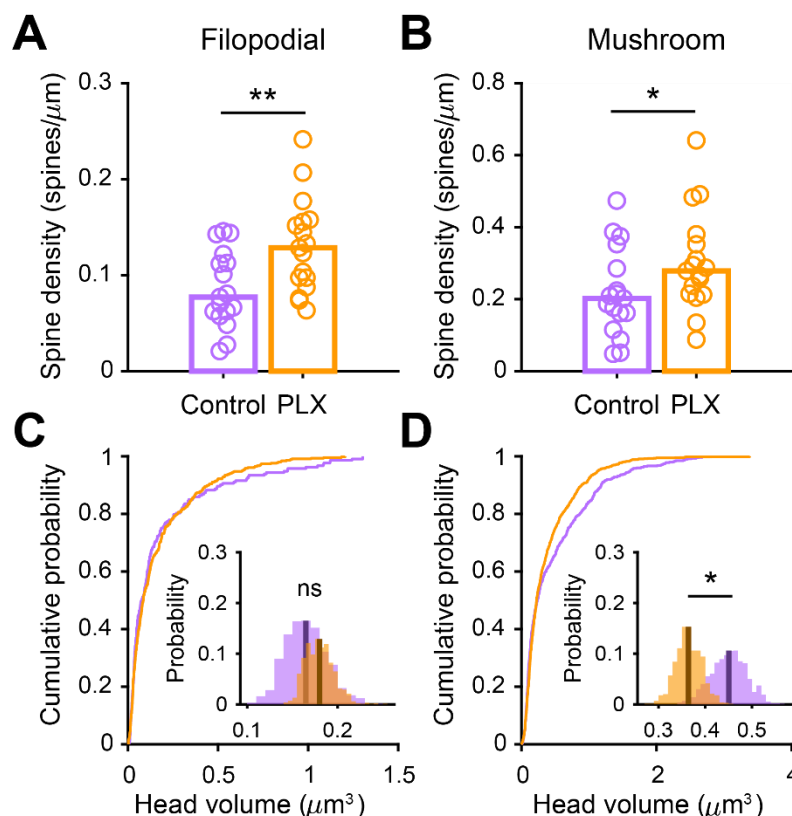 A
Filopodial
Spine density (spines/μm)
0.3
0.2
0.1
0
**
B
Mushroom
Spine density (spines/μm)
0.8
0.6
0.4
0.2
0
*
Control PLX
Control PLX
C
Cumulative probability
1
0.8
0.6
0.4
0.2
0
0
0.5
1
1.5
Head volume (μm³)
Probability
0.3
0.2
0.1
0
0.1
0.2
ns
D
Cumulative probability
1
0.8
0.6
0.4
0.2
0
0
2
4
Head volume (μm³)
Probability
0.3
0.2
0.1
0
0.3
0.4
0.5
*